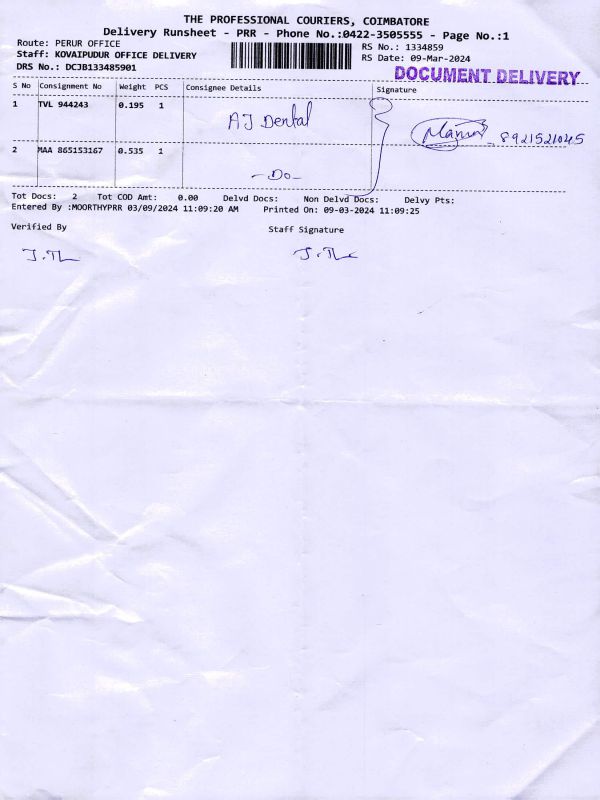 THE PROFESSIONAL COURIERS, COIMBATORE
Delivery Runsheet - PRR - Phone No.:0422-3505555 - Page No.:1
Route: PERUR OFFICE
Staff: KOVAIPUDUR OFFICE DELIVERY
DRS No.: DCJB133485901
RS No.: 1334859
RS Date: 09-Mar-2024
DOCUMENT DELIVERY
S No Consignment No Weight PCS Consignee Details Signature
1 TVL 944243 0.195 1 AJ Dental
8921521045
2 MAA 865153167 0.535 1 -Do-
Tot Docs: 2 Tot COD Amt: 0.00 Delvd Docs: Non Delvd Docs: Delvy Pts:
Entered By :MOORTHYPRR 03/09/2024 11:09:20 AM Printed On: 09-03-2024 11:09:25
Verified By Staff Signature